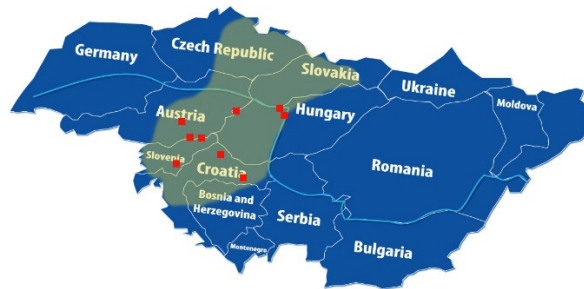 Germany
Czech Republic
Slovakia
Ukraine
Moldova
Austria
Hungary
Romania
Slovenia
Croatia
Bosnia and
Herzegovina
Serbia
Montenegro
Bulgaria